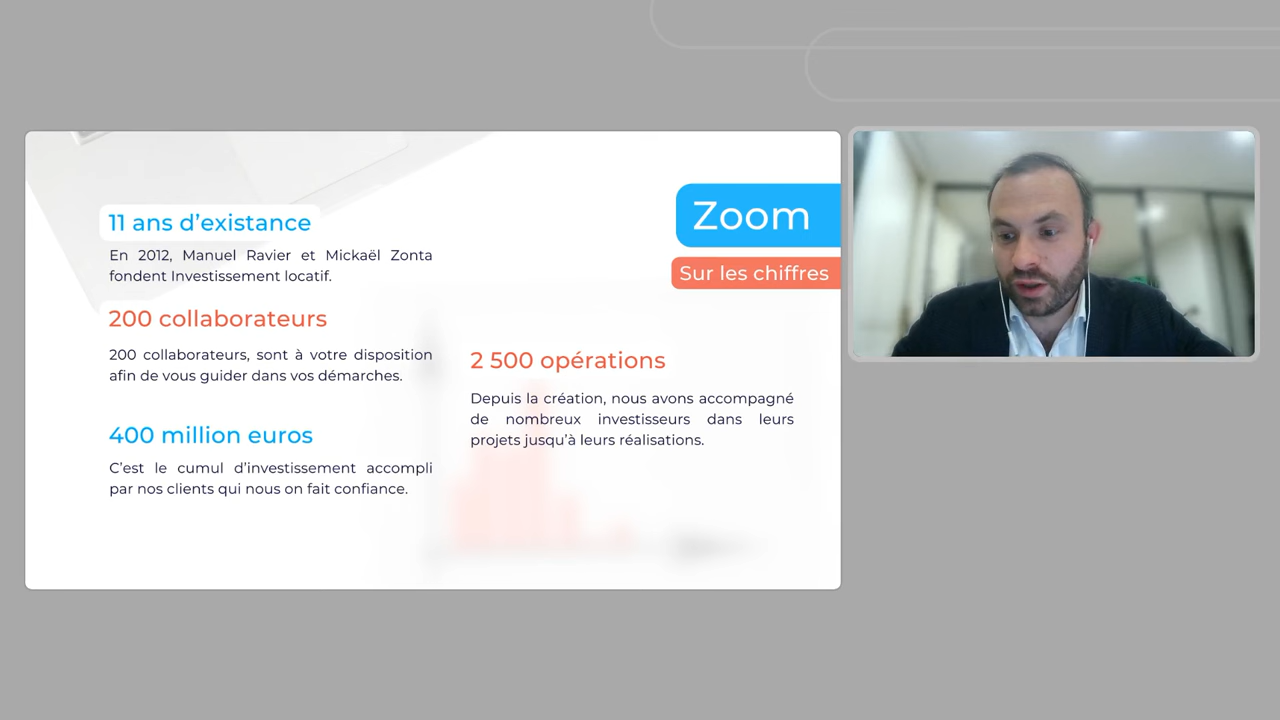 11 ans d’existance
En 2012, Manuel Ravier et Mickaël Zonta
fondent Investissement locatif.
200 collaborateurs
200 collaborateurs, sont à votre disposition
afin de vous guider dans vos démarches.
400 million euros
C’est le cumul d’investissement accompli
par nos clients qui nous on fait confiance.
Zoom
Sur les chiffres
2 500 opérations
Depuis la création, nous avons accompagné
de nombreux investisseurs dans leurs
projets jusqu’à leurs réalisations.